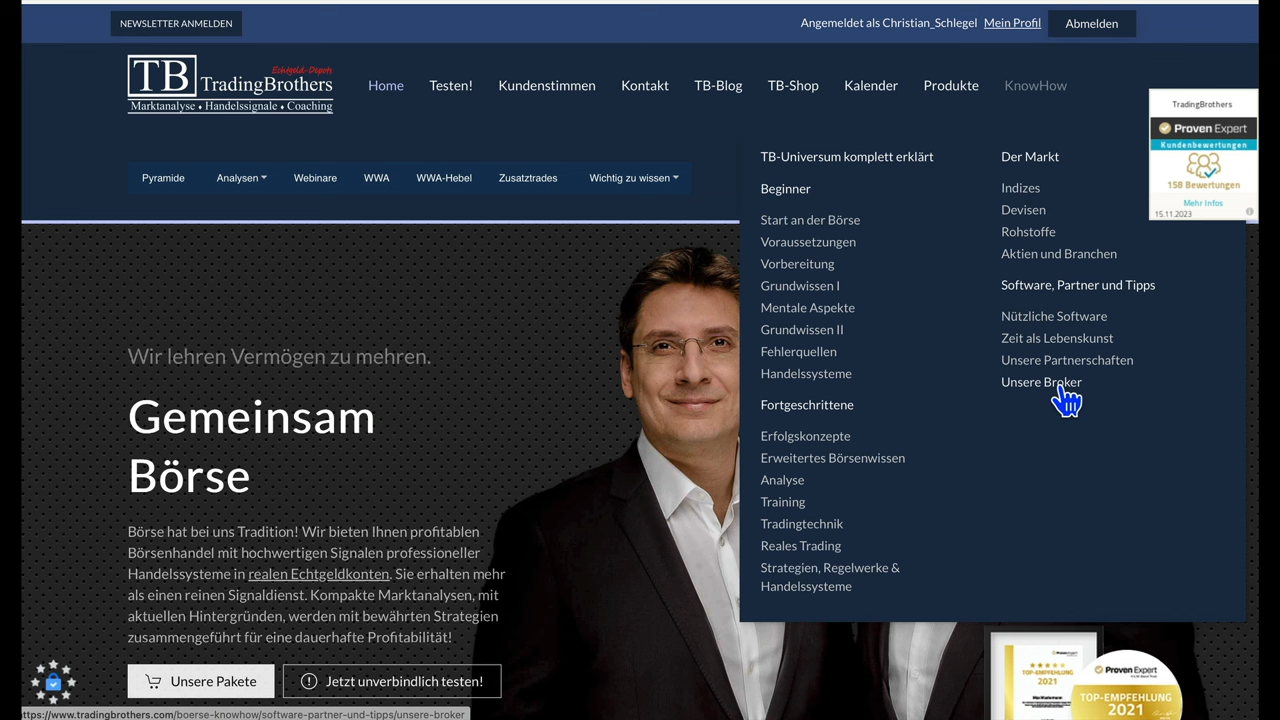 NEWSLETTER ANMELDEN
Angemeldet als Christian_Schlegel Mein Profil Abmelden
TB TradingBrothers
Echtgeld-Depots
Marktanalyse • Handelssignale • Coaching
Home Testen! Kundenstimmen Kontakt TB-Blog TB-Shop Kalender Produkte KnowHow
Pyramide Analysen Webinare WWA WWA-Hebel Zusatztrades Wichtig zu wissen
TB-Universum komplett erklärt
Beginner
Start an der Börse
Voraussetzungen
Vorbereitung
Grundwissen I
Mentale Aspekte
Grundwissen II
Fehlerquellen
Handelssysteme
Fortgeschrittene
Erfolgskonzepte
Erweitertes Börsenwissen
Analyse
Training
Tradingtechnik
Reales Trading
Strategien, Regelwerke &
Handelssysteme
Der Markt
Indizes
Devisen
Rohstoffe
Aktien und Branchen
Software, Partner und Tipps
Nützliche Software
Zeit als Lebenskunst
Unsere Partnerschaften
Unsere Broker
TradingBrothers
Proven Expert
Kundenbewertungen
158 Bewertungen
Mehr Infos
15.11.2023
Wir lehren Vermögen zu mehren.
Gemeinsam
Börse
Börse hat bei uns Tradition! Wir bieten Ihnen profitablen
Börsenhandel mit hochwertigen Signalen professioneller
Handelssysteme in realen Echtgeldkonten. Sie erhalten mehr
als einen reinen Signaldienst. Kompakte Marktanalysen, mit
aktuellen Hintergründen, werden mit bewährten Strategien
zusammengeführt für eine dauerhafte Profitabilität!
Unsere Pakete
Jetzt unverbindlich testen!
ProvenExpert
TOP-EMPFEHLUNG
2021
ProvenExpert
TOP-EMPFEHLUNG
2021
ttps://www.tradingbrothers.com/boerse-knowhow/software-partner-und-tipps/unsere-broker